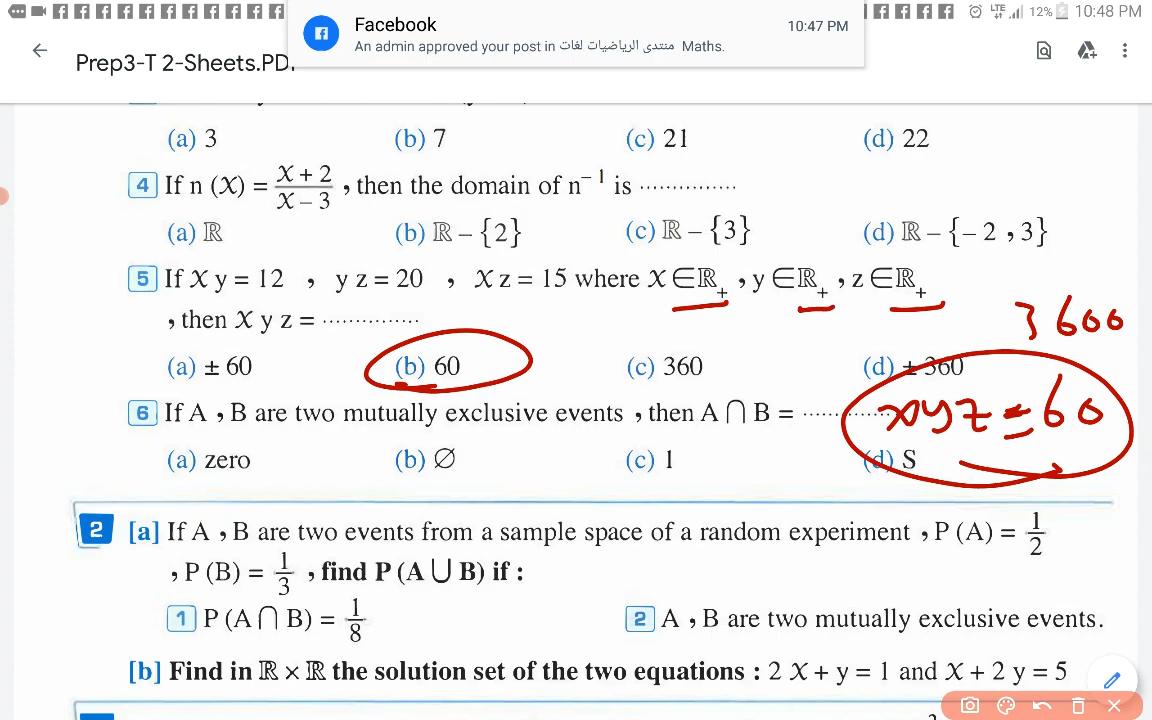 Facebook
10:47 PM
An admin approved your post in منتدى الرياضيات لغات Maths.
LTE 12% 10:48 PM
Prep3-T 2-Sheets.PD
(a) 3 (b) 7 (c) 21 (d) 22
4 If n (X) = (X + 2)/(X – 3) , then the domain of n⁻¹ is ...............
(a) ℝ (b) ℝ – {2} (c) ℝ – {3} (d) ℝ – {– 2 , 3}
5 If X y = 12 , y z = 20 , X z = 15 where X ∈ ℝ₊ , y ∈ ℝ₊ , z ∈ ℝ₊
3600
, then X y z = ...............
(a) ± 60 (b) 60 (c) 360 (d) ± 360
6 If A , B are two mutually exclusive events , then A ∩ B = ...............
xyz = 60
(a) zero (b) ∅ (c) 1 (d) S
2 [a] If A , B are two events from a sample space of a random experiment , P (A) = 1/2
, P (B) = 1/3 , find P (A ∪ B) if :
1 P (A ∩ B) = 1/8 2 A , B are two mutually exclusive events.
[b] Find in ℝ × ℝ the solution set of the two equations : 2 X + y = 1 and X + 2 y = 5